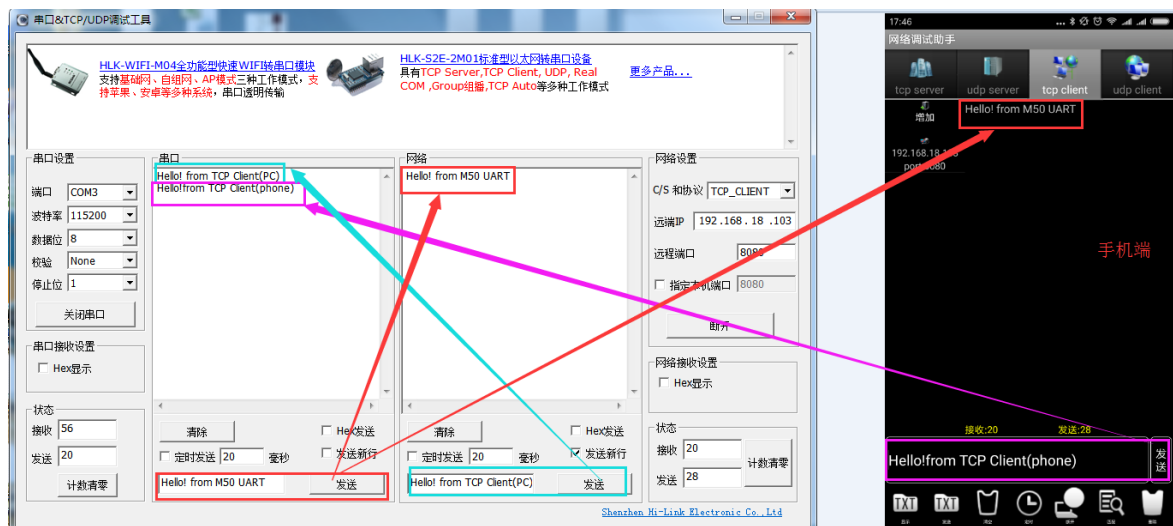 串口&TCP/UDP调试工具
HLK-WIFI-M04全功能型快速WIFI转串口模块
支持基础网、自组网、AP模式三种工作模式，支
持苹果、安卓等多种系统，串口透明传输
HLK-S2E-2M01标准型以太网转串口设备
具有TCP Server,TCP Client, UDP, Real
COM ,Group组播,TCP Auto等多种工作模式
更多产品...
串口设置
端口 COM3
波特率 115200
数据位 8
校验 None
停止位 1
关闭串口
串口接收设置
Hex显示
状态
接收 56
发送 20
计数清零
串口
Hello! from TCP Client(PC)
Hello!from TCP Client(phone)
清除
Hex发送
定时发送 20 毫秒
发送新行
Hello! from M50 UART
发送
网络
Hello! from M50 UART
清除
Hex发送
定时发送 20 毫秒
发送新行
Hello! from TCP Client(PC)
发送
网络设置
C/S 和协议 TCP_CLIENT
远端IP 192.168.18.103
远程端口 8080
指定本机端口 8080
断开
网络接收设置
Hex显示
状态
接收 20
发送 28
计数清零
Shenzhen Hi-Link Electronic Co.,Ltd
17:46
网络调试助手
tcp server
udp server
tcp client
udp client
增加
Hello! from M50 UART
192.168.18.103
port:8080
手机端
接收:20
发送:28
Hello!from TCP Client(phone)
发送
TXT
TXT